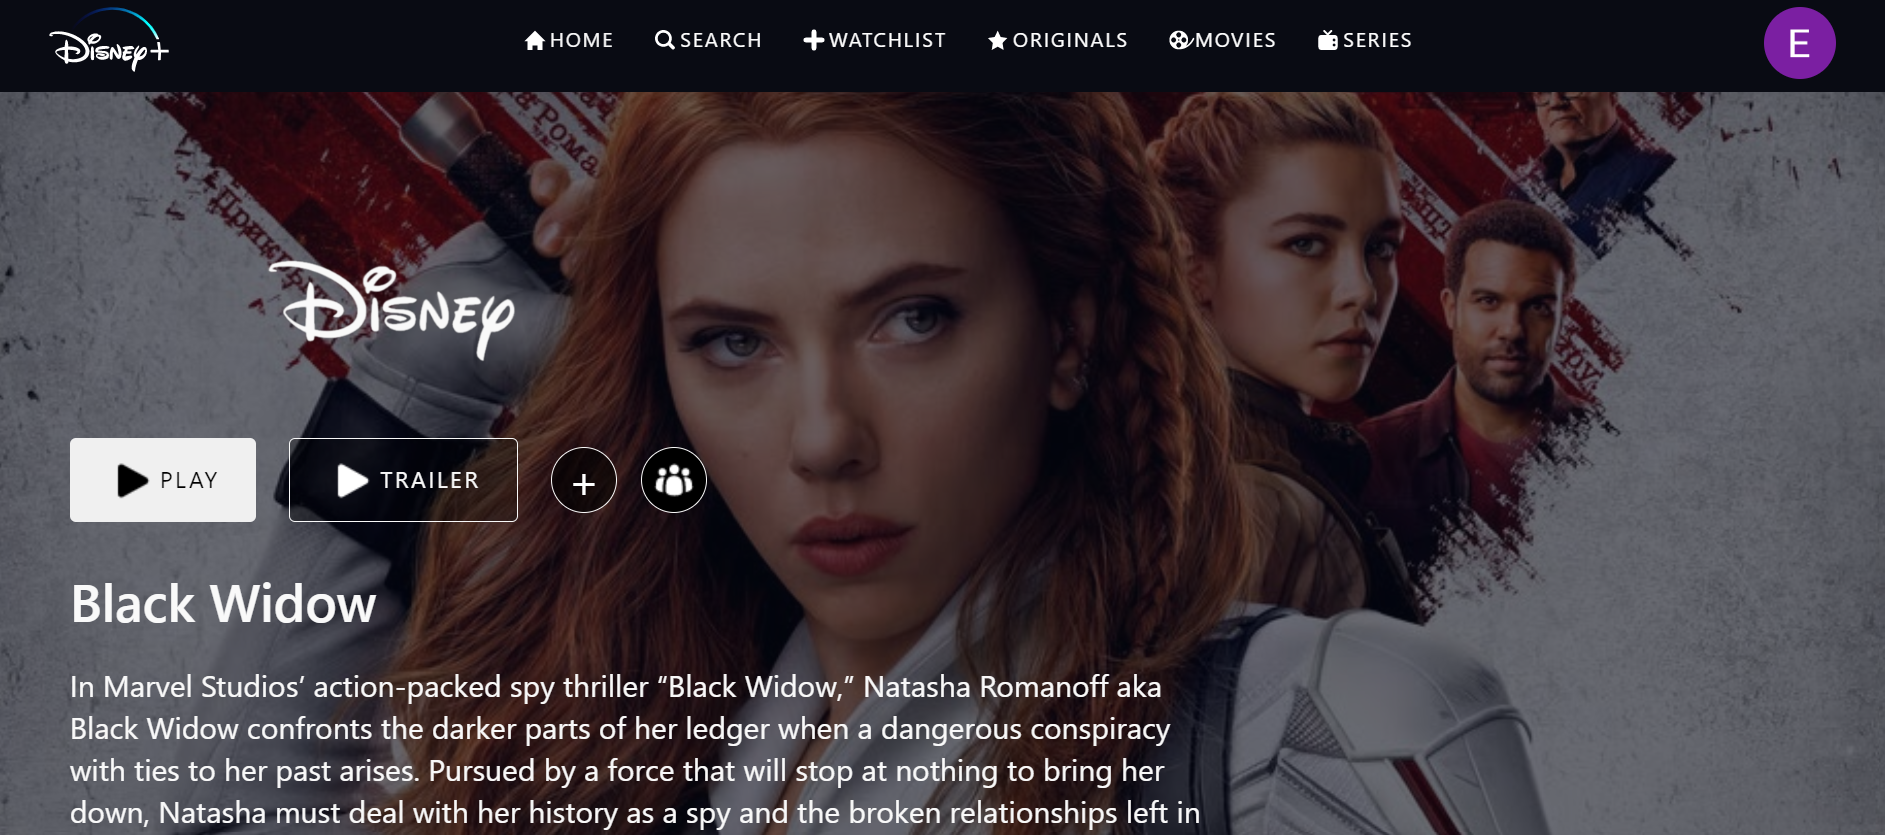 Disney+
HOME
SEARCH
WATCHLIST
ORIGINALS
MOVIES
SERIES
E
Disney
PLAY
TRAILER
+
Black Widow
In Marvel Studios’ action-packed spy thriller “Black Widow,” Natasha Romanoff aka
Black Widow confronts the darker parts of her ledger when a dangerous conspiracy
with ties to her past arises. Pursued by a force that will stop at nothing to bring her
down, Natasha must deal with her history as a spy and the broken relationships left in